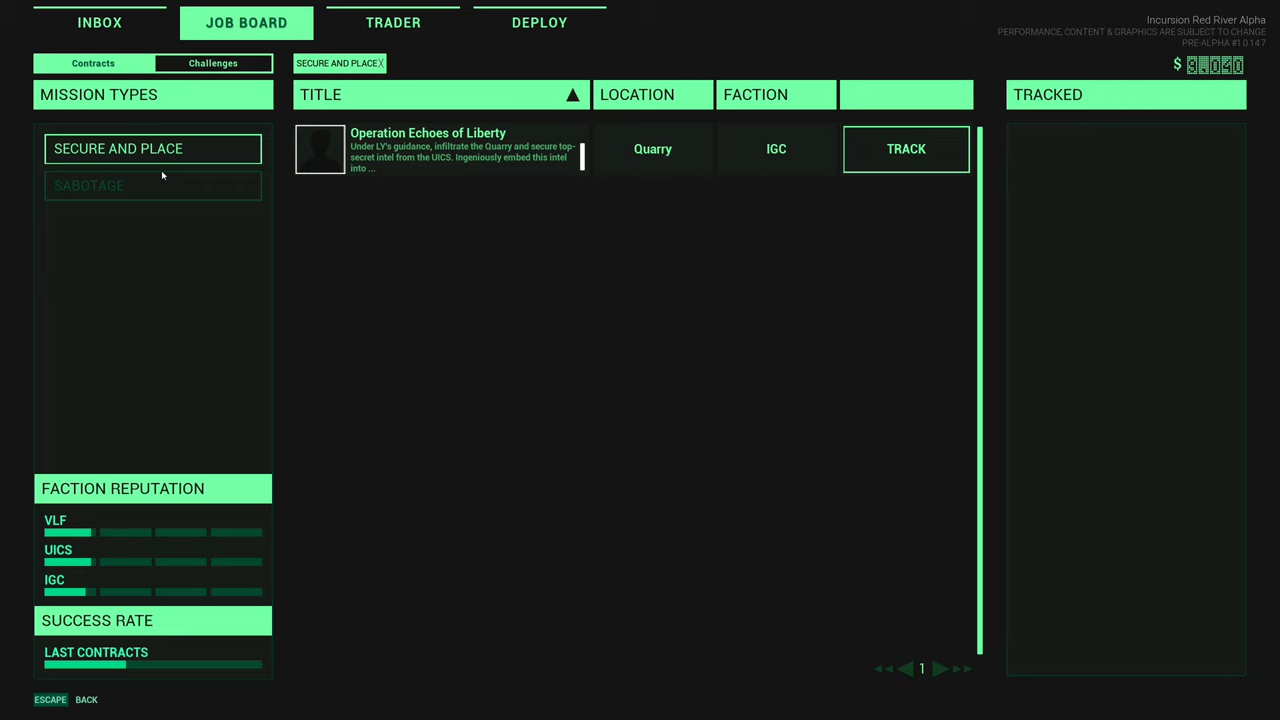 INBOX
JOB BOARD
TRADER
DEPLOY
Incursion Red River Alpha
PERFORMANCE, CONTENT & GRAPHICS ARE SUBJECT TO CHANGE
PRE-ALPHA #1.0.14.7
$
Contracts
Challenges
SECURE AND PLACE X
MISSION TYPES
TITLE
LOCATION
FACTION
TRACKED
SECURE AND PLACE
SABOTAGE
Operation Echoes of Liberty
Under LY's guidance, infiltrate the Quarry and secure top-
secret intel from the UICS. Ingeniously embed this intel
into ...
Quarry
IGC
TRACK
FACTION REPUTATION
VLF
UICS
IGC
SUCCESS RATE
LAST CONTRACTS
1
ESCAPE
BACK